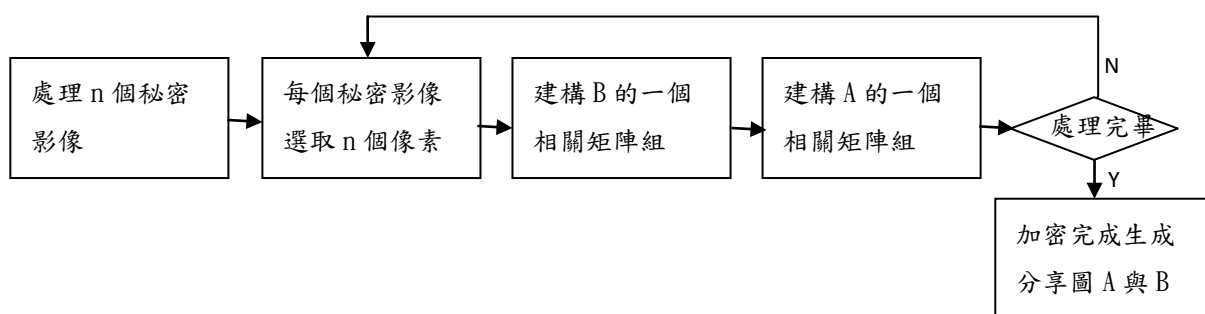 處理 n 個秘密
影像
每個秘密影像
選取 n 個像素
建構 B 的一個
相關矩陣組
建構 A 的一個
相關矩陣組
處理完畢
N
Y
加密完成生成
分享圖 A 與 B